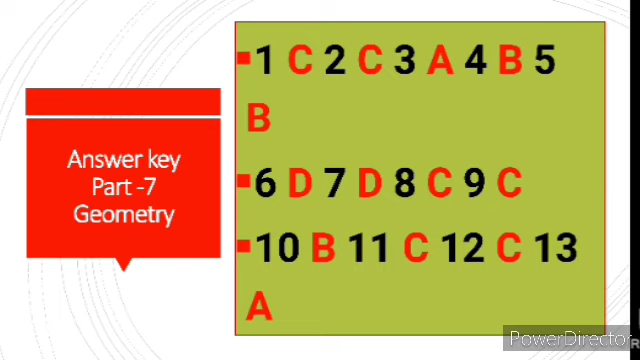 Answer key
Part -7
Geometry
1 C 2 C 3 A 4 B 5
B
6 D 7 D 8 C 9 C
10 B 11 C 12 C 13
A
PowerDirector